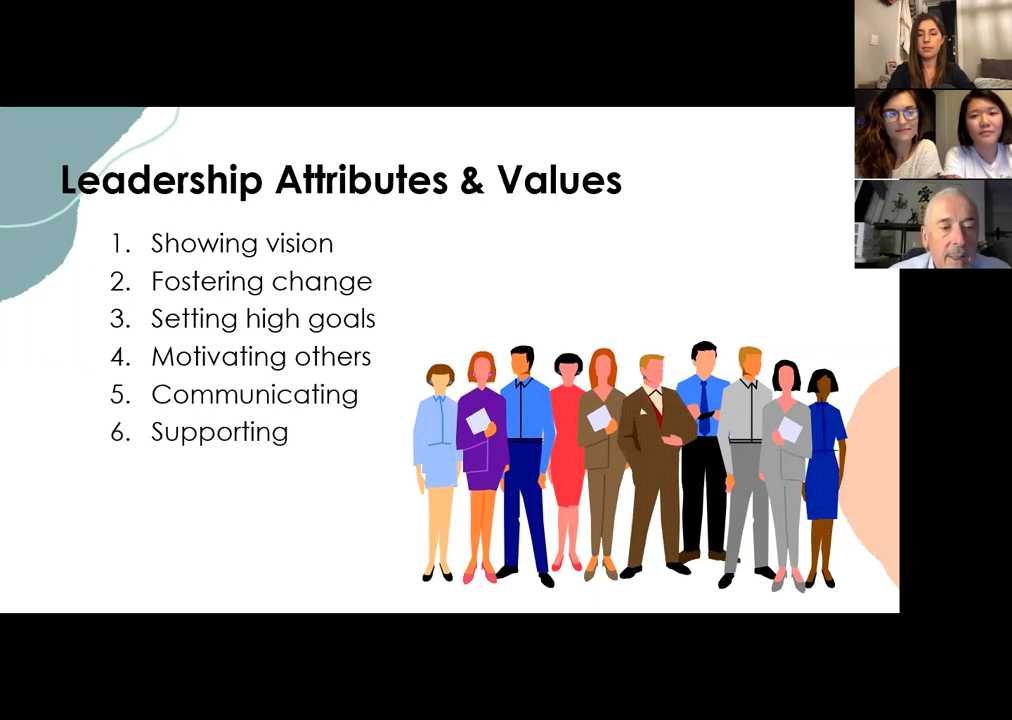 Leadership Attributes & Values
1. Showing vision
2. Fostering change
3. Setting high goals
4. Motivating others
5. Communicating
6. Supporting
愛